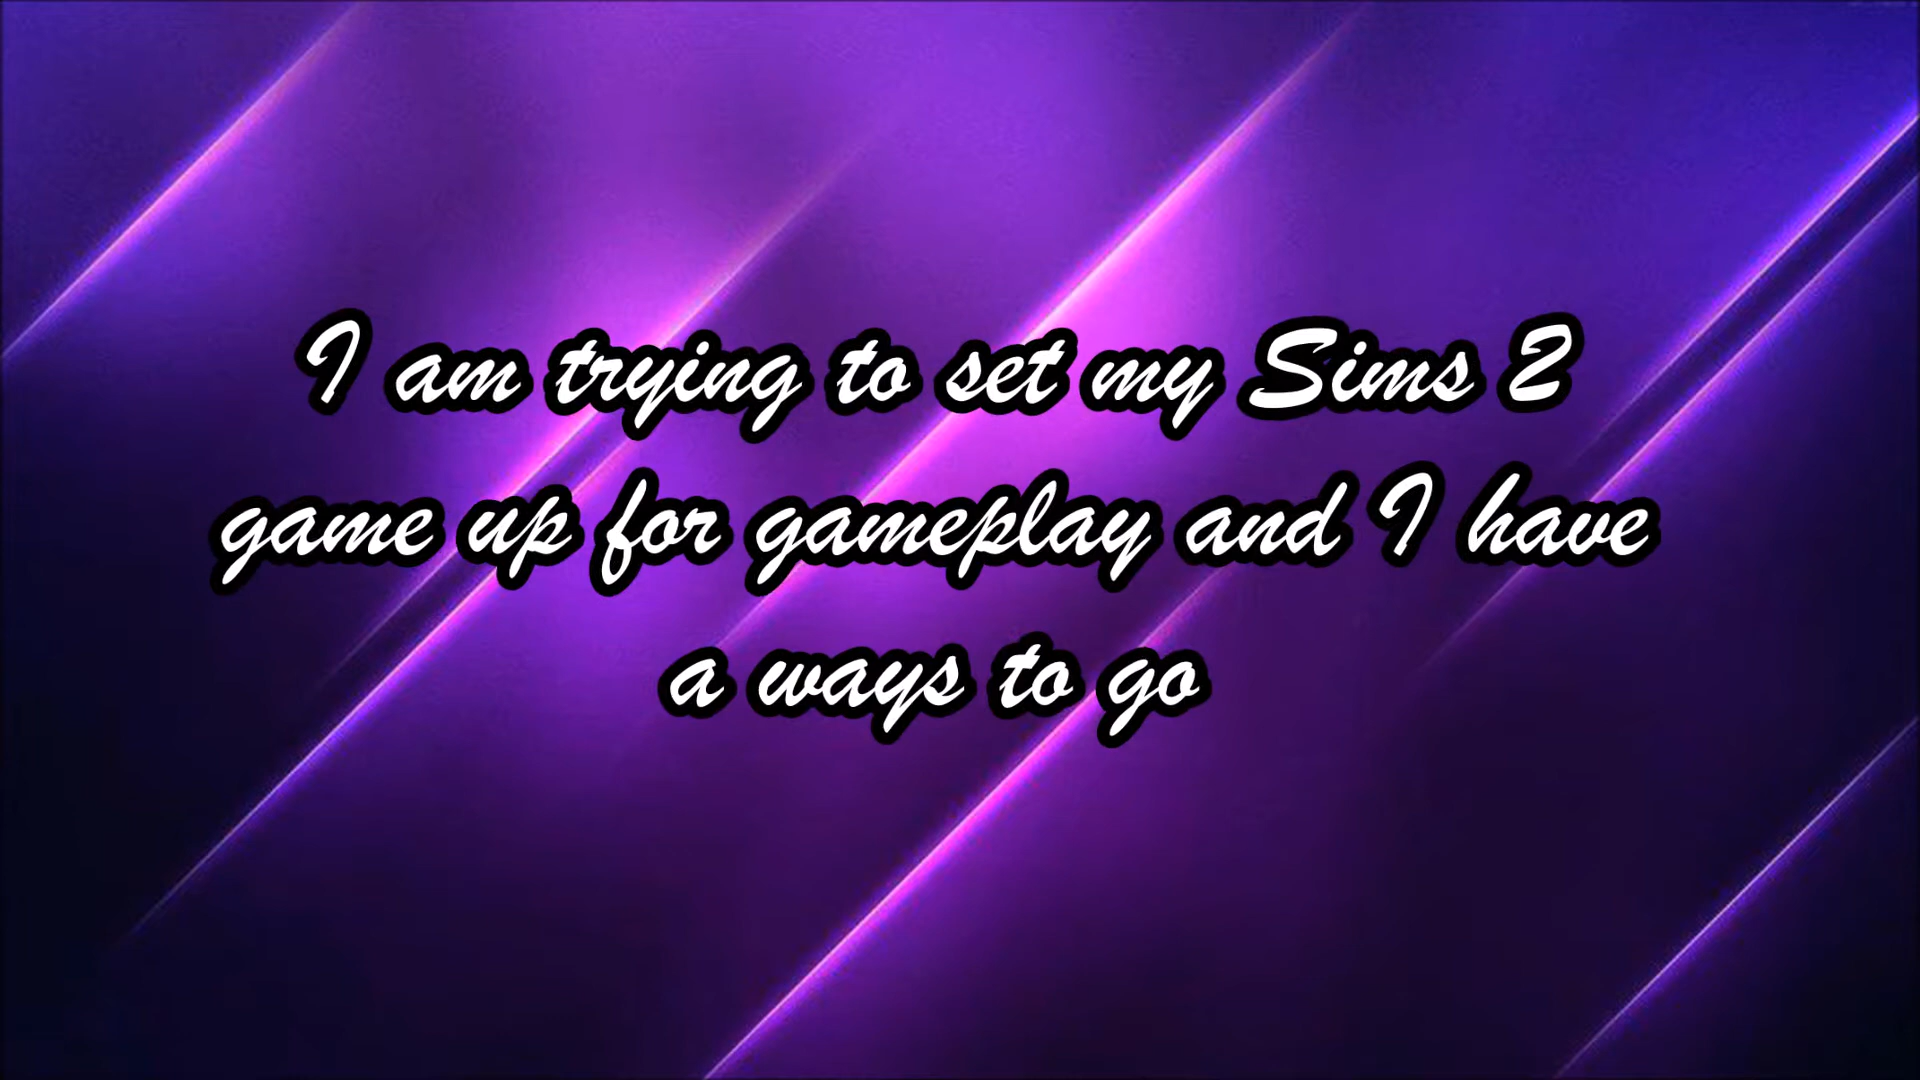 I am trying to set my Sims 2
game up for gameplay and I have
a ways to go